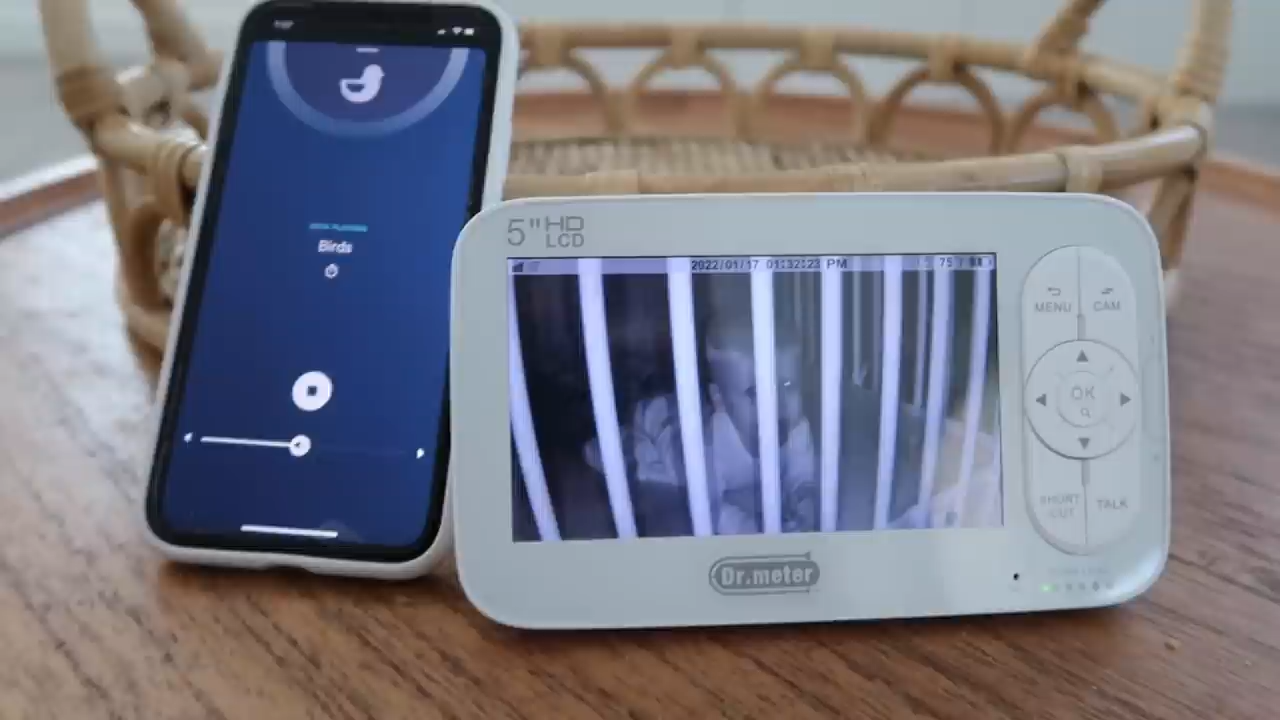 Birds
5" HD
LCD
2022/01/17 01:32:23 PM
75
MENU
CAM
OK
SHORT
CUT
TALK
Dr.meter